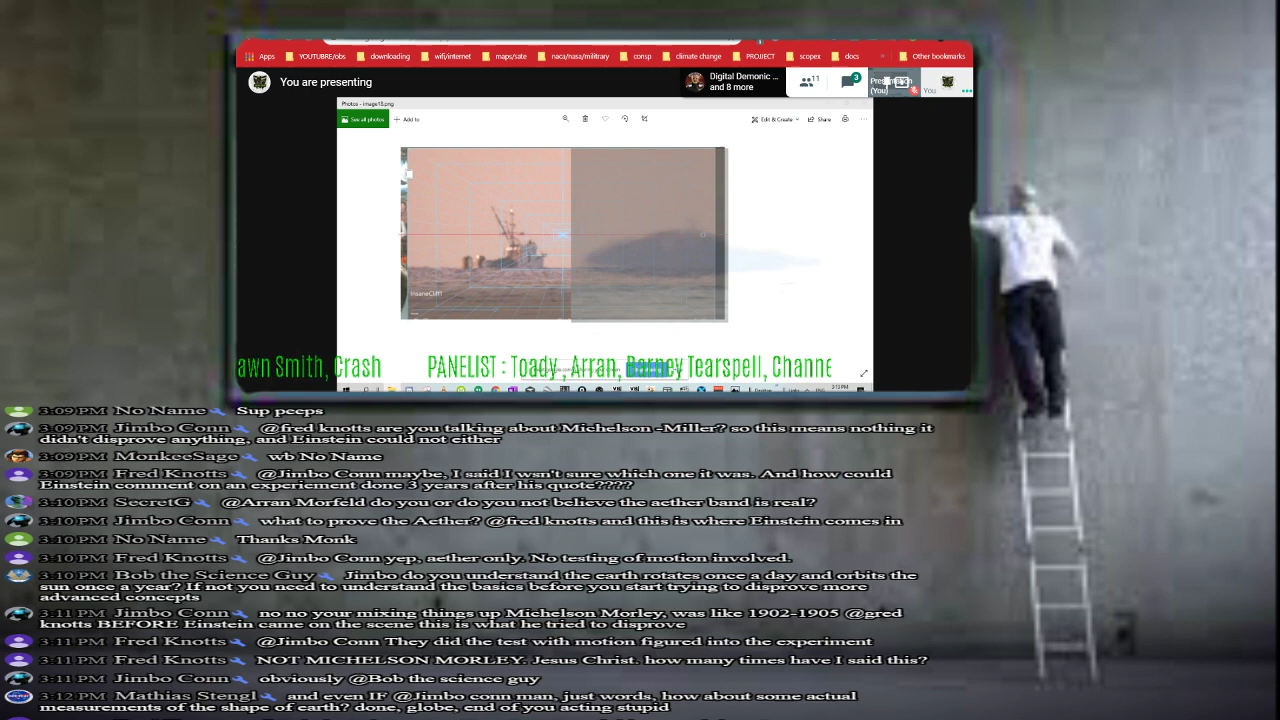 Apps YOUTUBRE/obs downloading wifi/internet maps/sate naca/nasa/military consp climate change PROJECT scopex docs Other bookmarks
You are presenting
Digital Demonic ...
and 8 more
11
3
Presentation
(You)
You
Photos - image18.png
See all photos
Add to
Edit & Create
Share
InsaneCliff1
awn Smith, Crash PANELIST : Toady , Arran, Barney Tearspell, Channe
3:13 PM
3:09 PM No Name Sup peeps
3:09 PM Jimbo Conn @fred knotts are you talking about Michelson -Miller? so this means nothing it
didn't disprove anything, and Einstein could not either
3:09 PM MonkeeSage wb No Name
3:09 PM Fred Knotts @Jimbo Conn maybe, I said I wsn't sure which one it was. And how could
Einstein comment on an experiecment done 3 years after his quote????
3:10 PM SecretG @Arran Morfeld do you or do you not believe the aether band is real?
3:10 PM Jimbo Conn what to prove the Aether? @fred knotts and this is where Einstein comes in
3:10 PM No Name Thanks Monk
3:10 PM Fred Knotts @Jimbo Conn yep, aether only. No testing of motion involved.
3:10 PM Bob the Science Guy Jimbo do you understand the earth rotates once a day and orbits the
sun once a year? If not you need to understand the basics before you start trying to disprove more
advanced concepts
3:11 PM Jimbo Conn no no your mixing things up Michelson Morley, was like 1902-1905 @gred
knotts BEFORE Einstein came on the scene this is what he tried to disprove
3:11 PM Fred Knotts @Jimbo Conn They did the test with motion figured into the experiment
3:11 PM Fred Knotts NOT MICHELSON MORLEY. Jesus Christ. how many times have I said this?
3:11 PM Jimbo Conn obviously @Bob the science guy
3:12 PM Mathias Stengl and even IF @Jimbo conn man, just words, how about some actual
measurements of the shape of earth? done, globe, end of you acting stupid